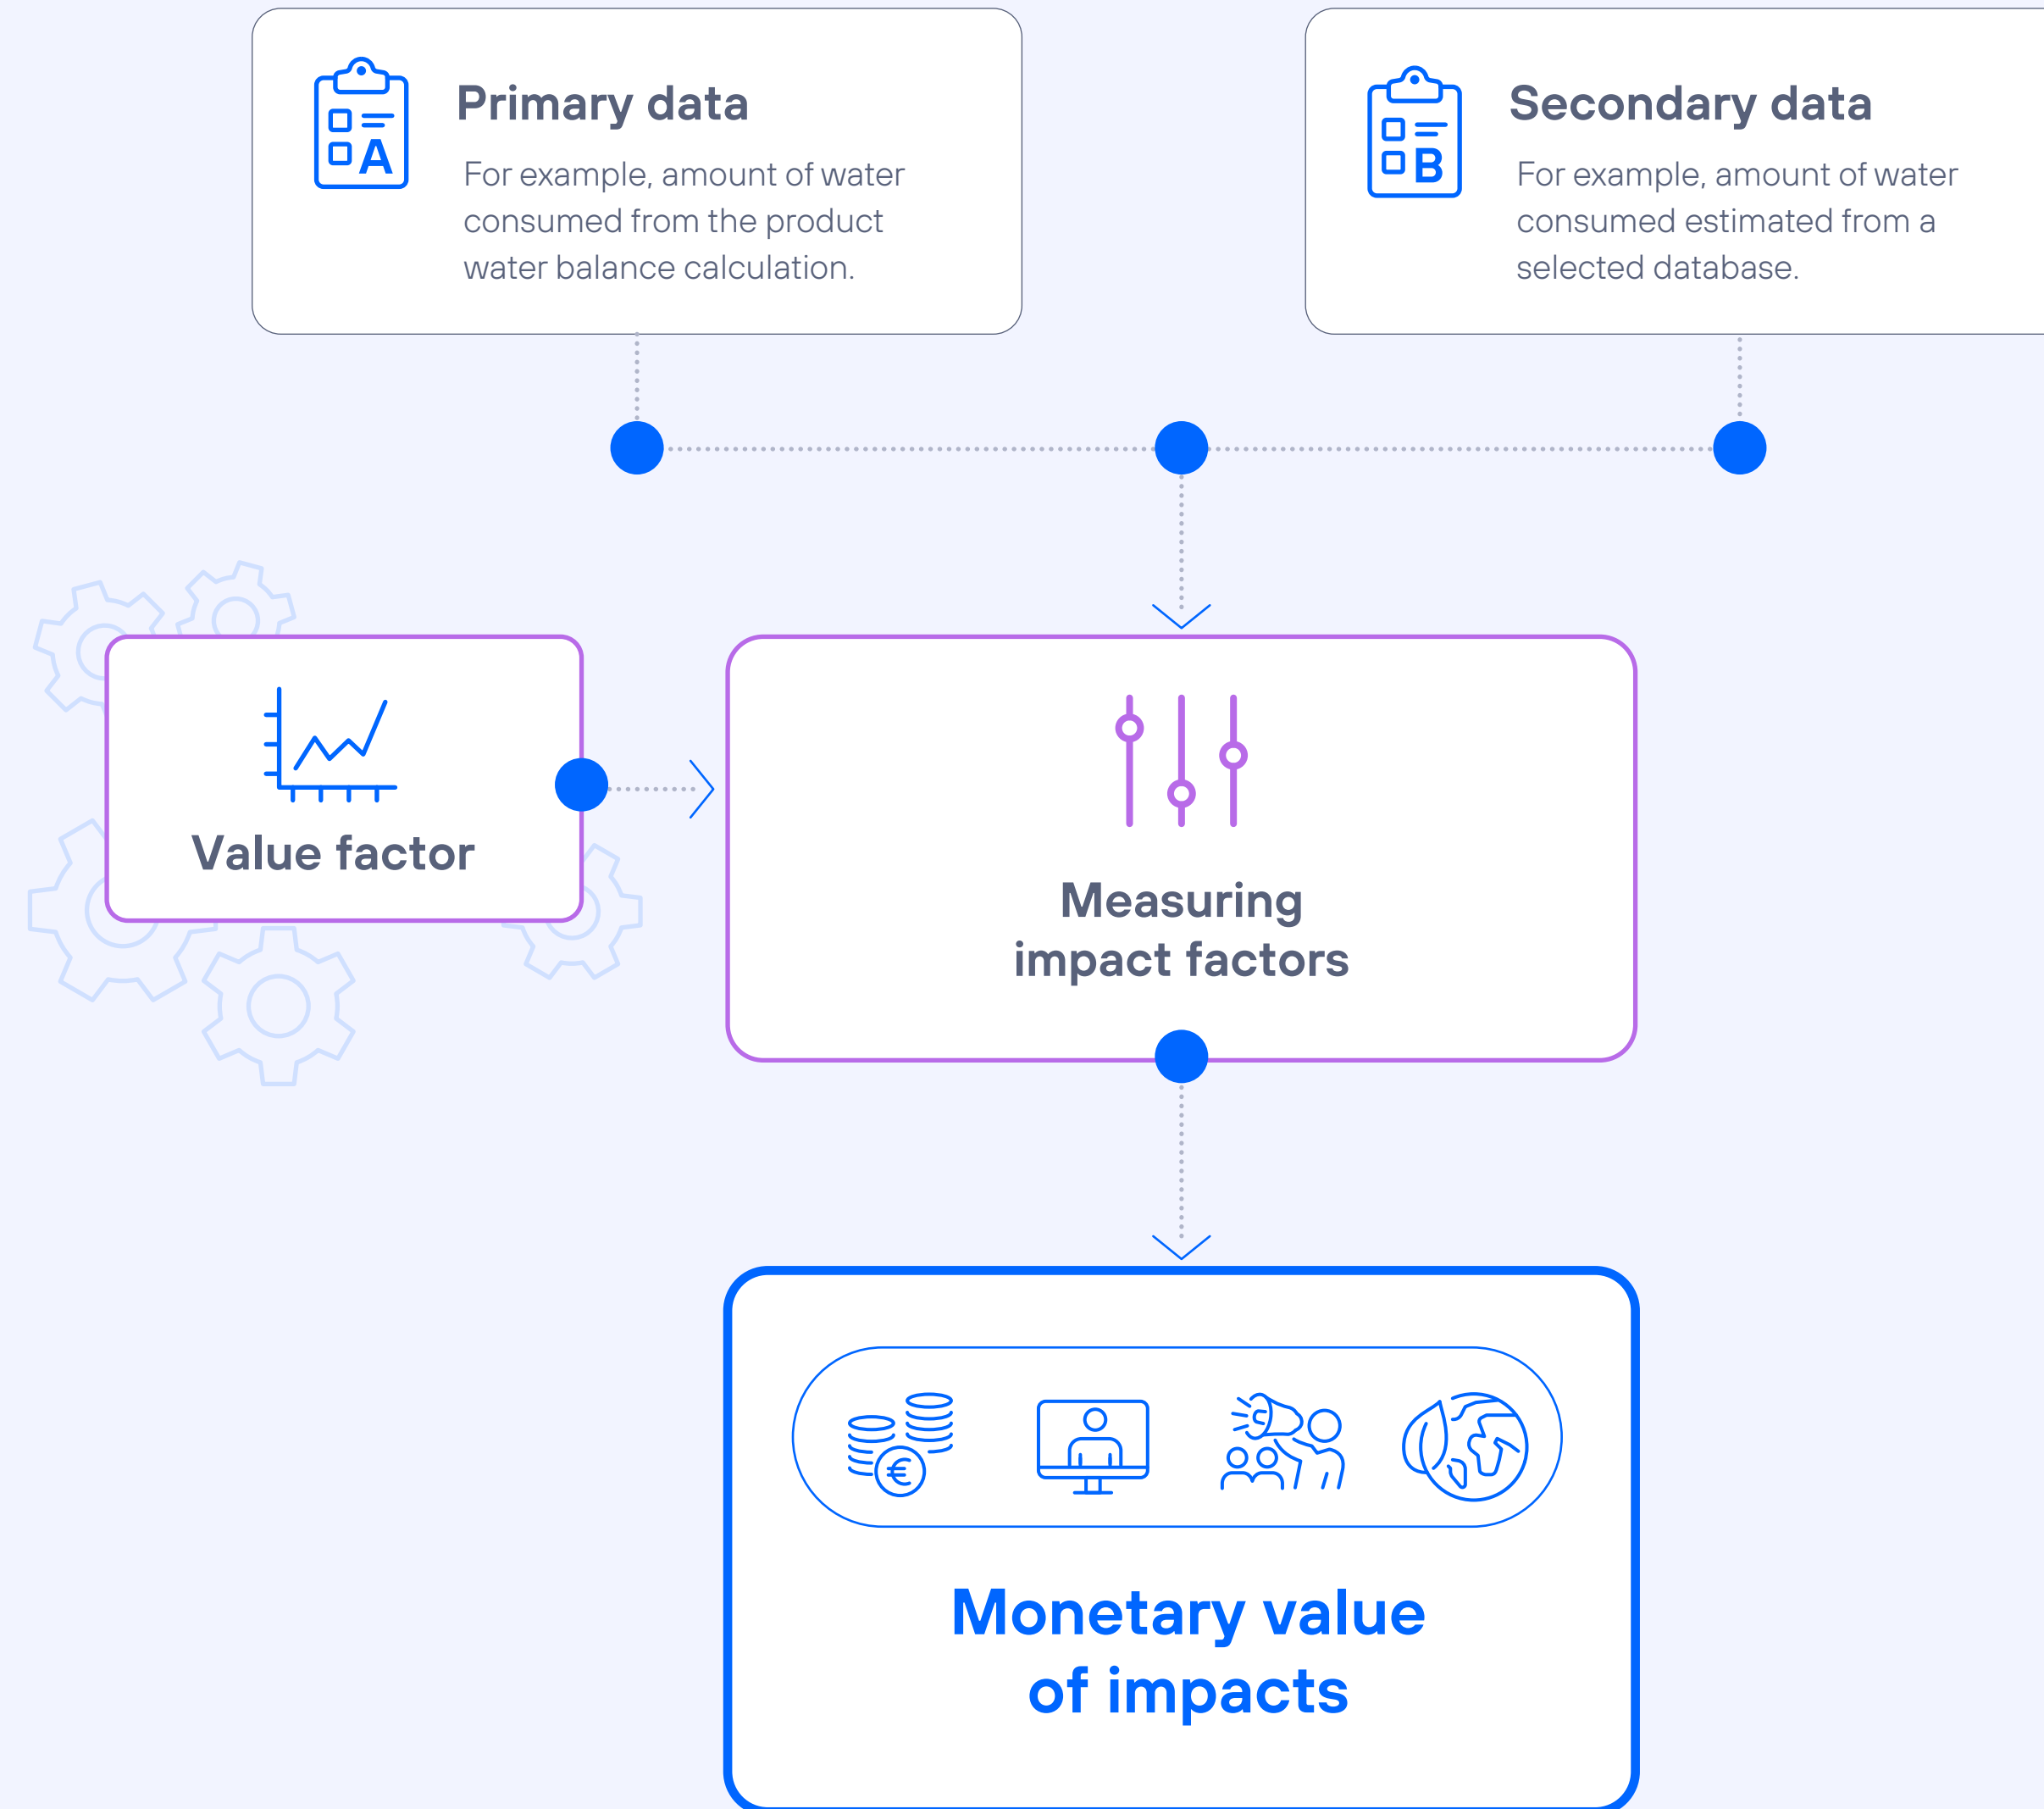 A
Primary data
For example, amount of water
consumed from the product
water balance calculation.
B
Secondary data
For example, amount of water
consumed estimated from a
selected database.
Value factor
Measuring
impact factors
€
Monetary value
of impacts